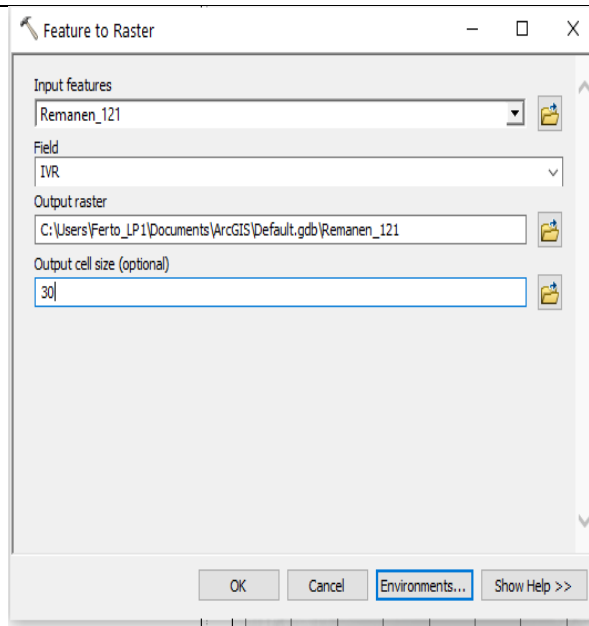 Feature to Raster
Input features
Remanen_121
Field
IVR
Output raster
C:\Users\Ferto_LP1\Documents\ArcGIS\Default.gdb\Remanen_121
Output cell size (optional)
30
OK Cancel Environments... Show Help >>